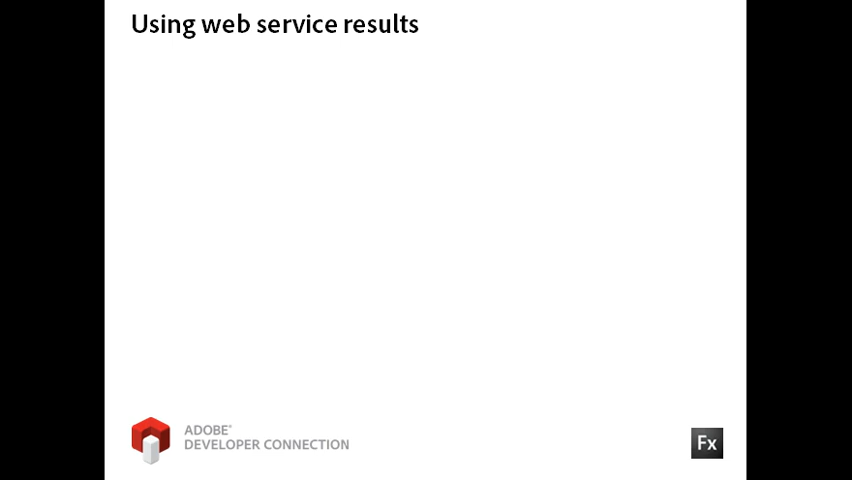 Using web service results
ADOBE®
DEVELOPER CONNECTION
Fx